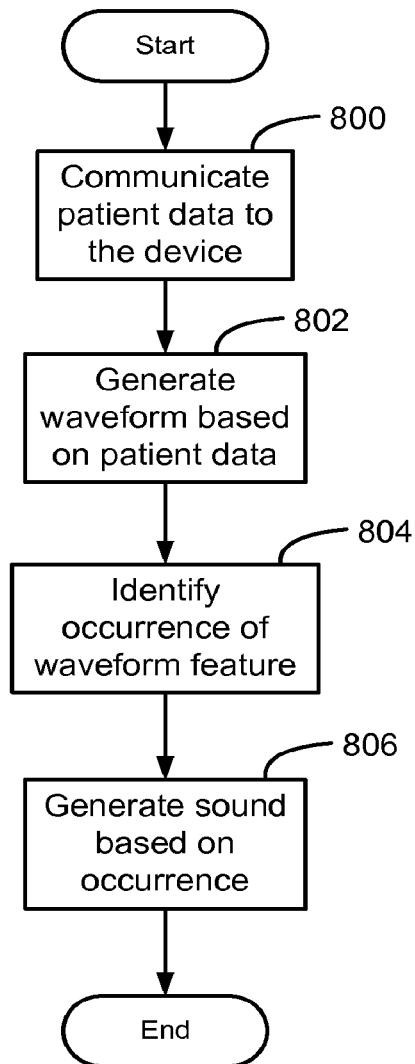 Start
800
Communicate
patient data to
the device
802
Generate
waveform based
on patient data
804
Identify
occurrence of
waveform feature
806
Generate sound
based on
occurrence
End